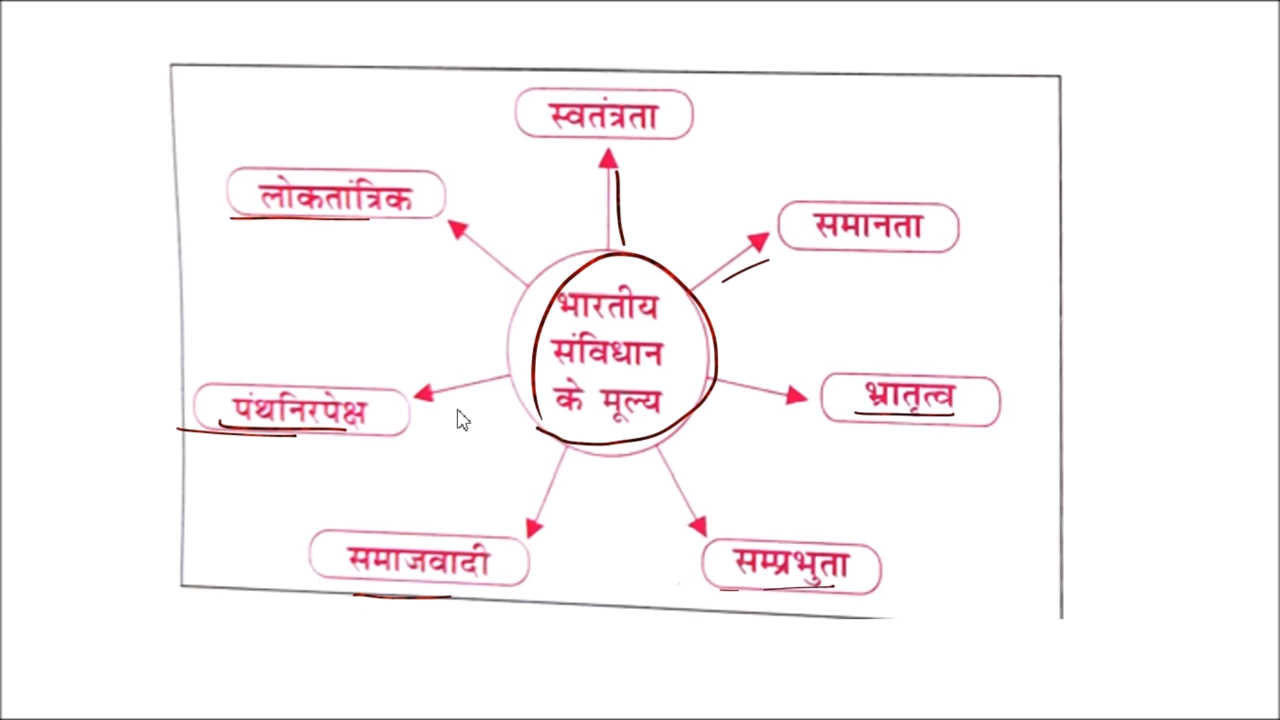 स्वतंत्रता
लोकतांत्रिक
समानता
भारतीय
संविधान
के मूल्य
पंथनिरपेक्ष
भ्रातृत्व
समाजवादी
सम्प्रभुता